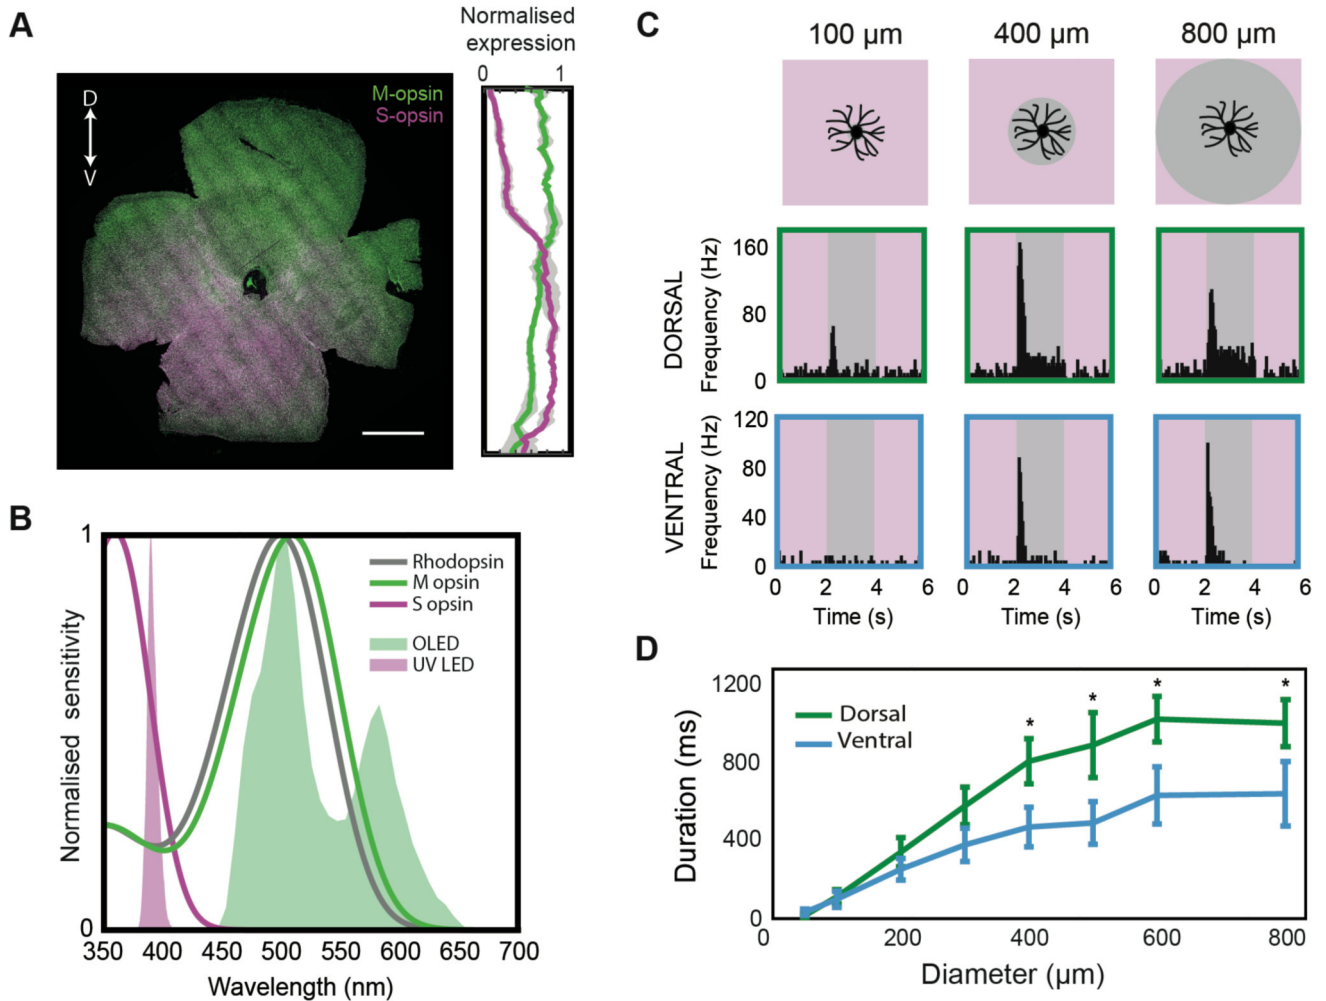 A
Normalised
expression
0 1
M-opsin
S-opsin
D
V
B
Normalised sensitivity
1
0
Rhodopsin
M opsin
S opsin
OLED
UV LED
350 400 450 500 550 600 650 700
Wavelength (nm)
C
100 µm 400 µm 800 µm
DORSAL
Frequency (Hz)
160
80
0
VENTRAL
Frequency (Hz)
120
80
40
0
0 2 4 6 0 2 4 6 0 2 4 6
Time (s) Time (s) Time (s)
D
Duration (ms)
1200
800
400
0
Dorsal
Ventral
* * * *
0 200 400 600 800
Diameter (µm)